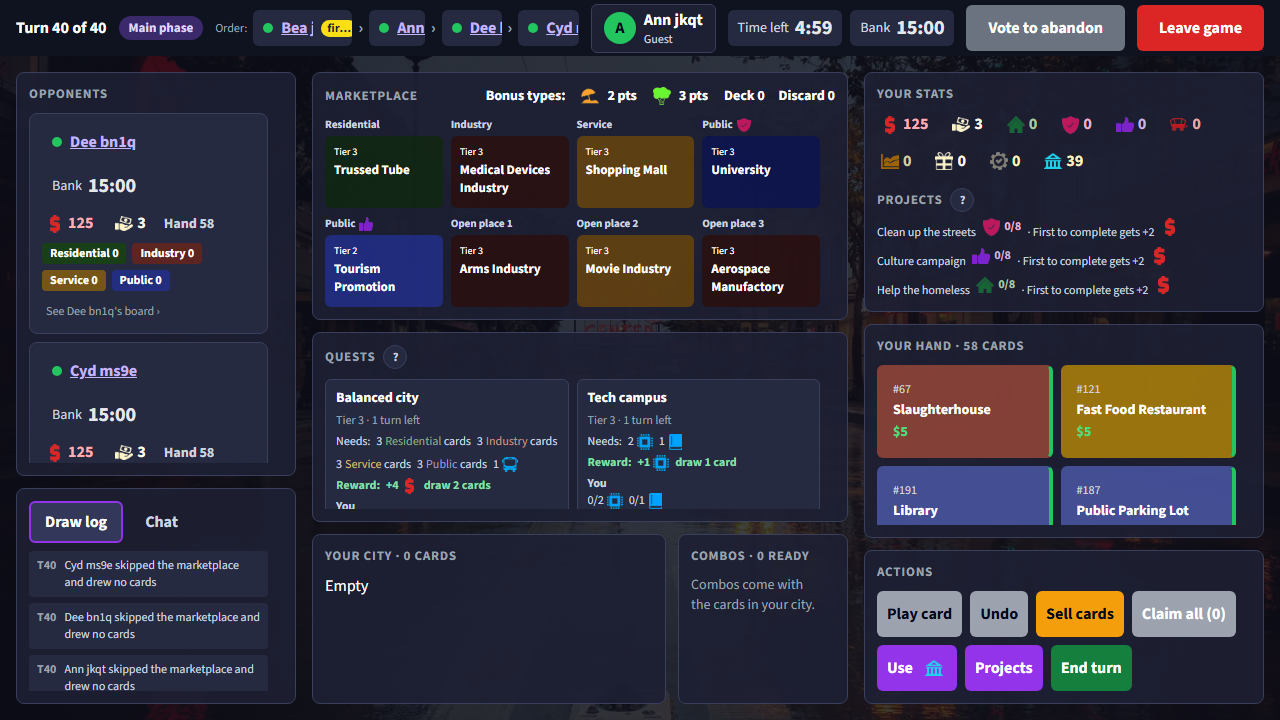 Turn 40 of 40
Main phase
Order:
Bea j
fir...
›
Ann
›
Dee b
›
Cyd r
A
Ann jkqt
Guest
Time left 4:59
Bank 15:00
Vote to abandon
Leave game
OPPONENTS
Dee bn1q
Bank 15:00
125 3 Hand 58
Residential 0 Industry 0
Service 0 Public 0
See Dee bn1q's board ›
Cyd ms9e
Bank 15:00
125 3 Hand 58
Draw log Chat
T40 Cyd ms9e skipped the marketplace
and drew no cards
T40 Dee bn1q skipped the marketplace and
drew no cards
T40 Ann jkqt skipped the marketplace and
drew no cards
MARKETPLACE Bonus types: 2 pts 3 pts Deck 0 Discard 0
Residential Industry Service Public
Tier 3
Trussed Tube
Tier 3
Medical Devices
Industry
Tier 3
Shopping Mall
Tier 3
University
Public Open place 1 Open place 2 Open place 3
Tier 2
Tourism
Promotion
Tier 3
Arms Industry
Tier 3
Movie Industry
Tier 3
Aerospace
Manufactory
QUESTS ?
Balanced city
Tier 3 · 1 turn left
Needs: 3 Residential cards 3 Industry cards
3 Service cards 3 Public cards 1
Reward: +4 draw 2 cards
You
Tech campus
Tier 3 · 1 turn left
Needs: 2 1
Reward: +1 draw 1 card
You
0/2 0/1
YOUR CITY · 0 CARDS
Empty
COMBOS · 0 READY
Combos come with
the cards in your city.
YOUR STATS
125 3 0 0 0 0
0 0 0 39
PROJECTS ?
Clean up the streets 0/8 · First to complete gets +2
Culture campaign 0/8 · First to complete gets +2
Help the homeless 0/8 · First to complete gets +2
YOUR HAND · 58 CARDS
#67
Slaughterhouse
$5
#121
Fast Food Restaurant
$5
#191
Library
#187
Public Parking Lot
ACTIONS
Play card Undo Sell cards Claim all (0)
Use Projects End turn